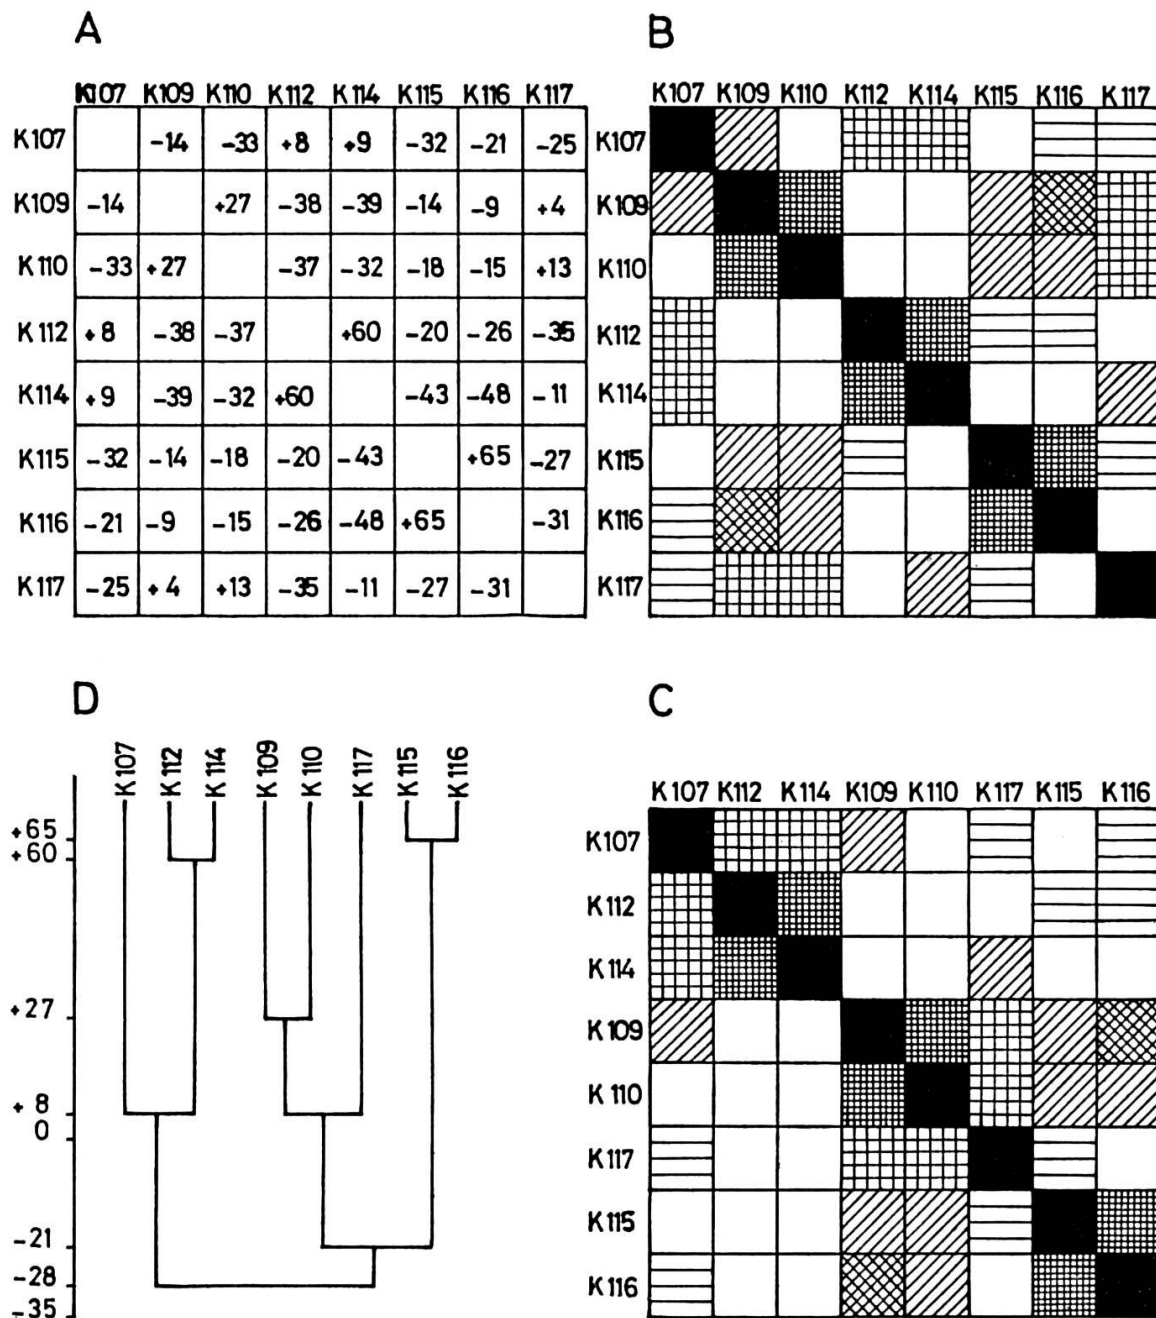 A
K107 K109 K110 K112 K114 K115 K116 K117
K107 -14 -33 +8 +9 -32 -21 -25
K109 -14 +27 -38 -39 -14 -9 +4
K110 -33 +27 -37 -32 -18 -15 +13
K112 +8 -38 -37 +60 -20 -26 -35
K114 +9 -39 -32 +60 -43 -48 -11
K115 -32 -14 -18 -20 -43 +65 -27
K116 -21 -9 -15 -26 -48 +65 -31
K117 -25 +4 +13 -35 -11 -27 -31
B
K107 K109 K110 K112 K114 K115 K116 K117
K107
K109
K110
K112
K114
K115
K116
K117
D
K107 K112 K114 K109 K110 K117 K115 K116
+65
+60
+27
+8
0
-21
-28
-35
C
K107 K112 K114 K109 K110 K117 K115 K116
K107
K112
K114
K109
K110
K117
K115
K116